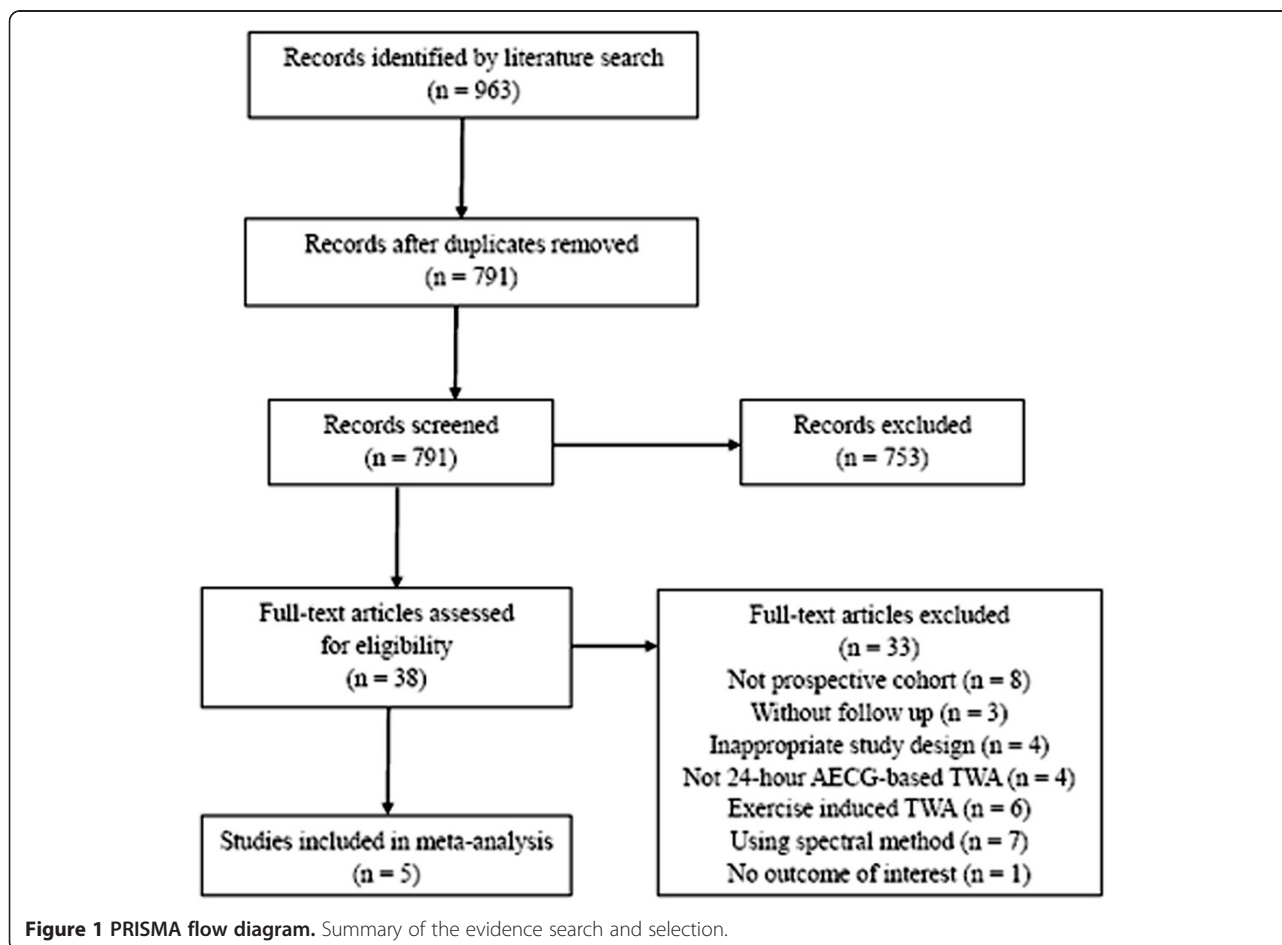 Records identified by literature search
(n = 963)
Records after duplicates removed
(n = 791)
Records screened
(n = 791)
Records excluded
(n = 753)
Full-text articles assessed
for eligibility
(n = 38)
Full-text articles excluded
(n = 33)
Not prospective cohort (n = 8)
Without follow up (n = 3)
Inappropriate study design (n = 4)
Not 24-hour AECG-based TWA (n = 4)
Exercise induced TWA (n = 6)
Using spectral method (n = 7)
No outcome of interest (n = 1)
Studies included in meta-analysis
(n = 5)
Figure 1 PRISMA flow diagram. Summary of the evidence search and selection.